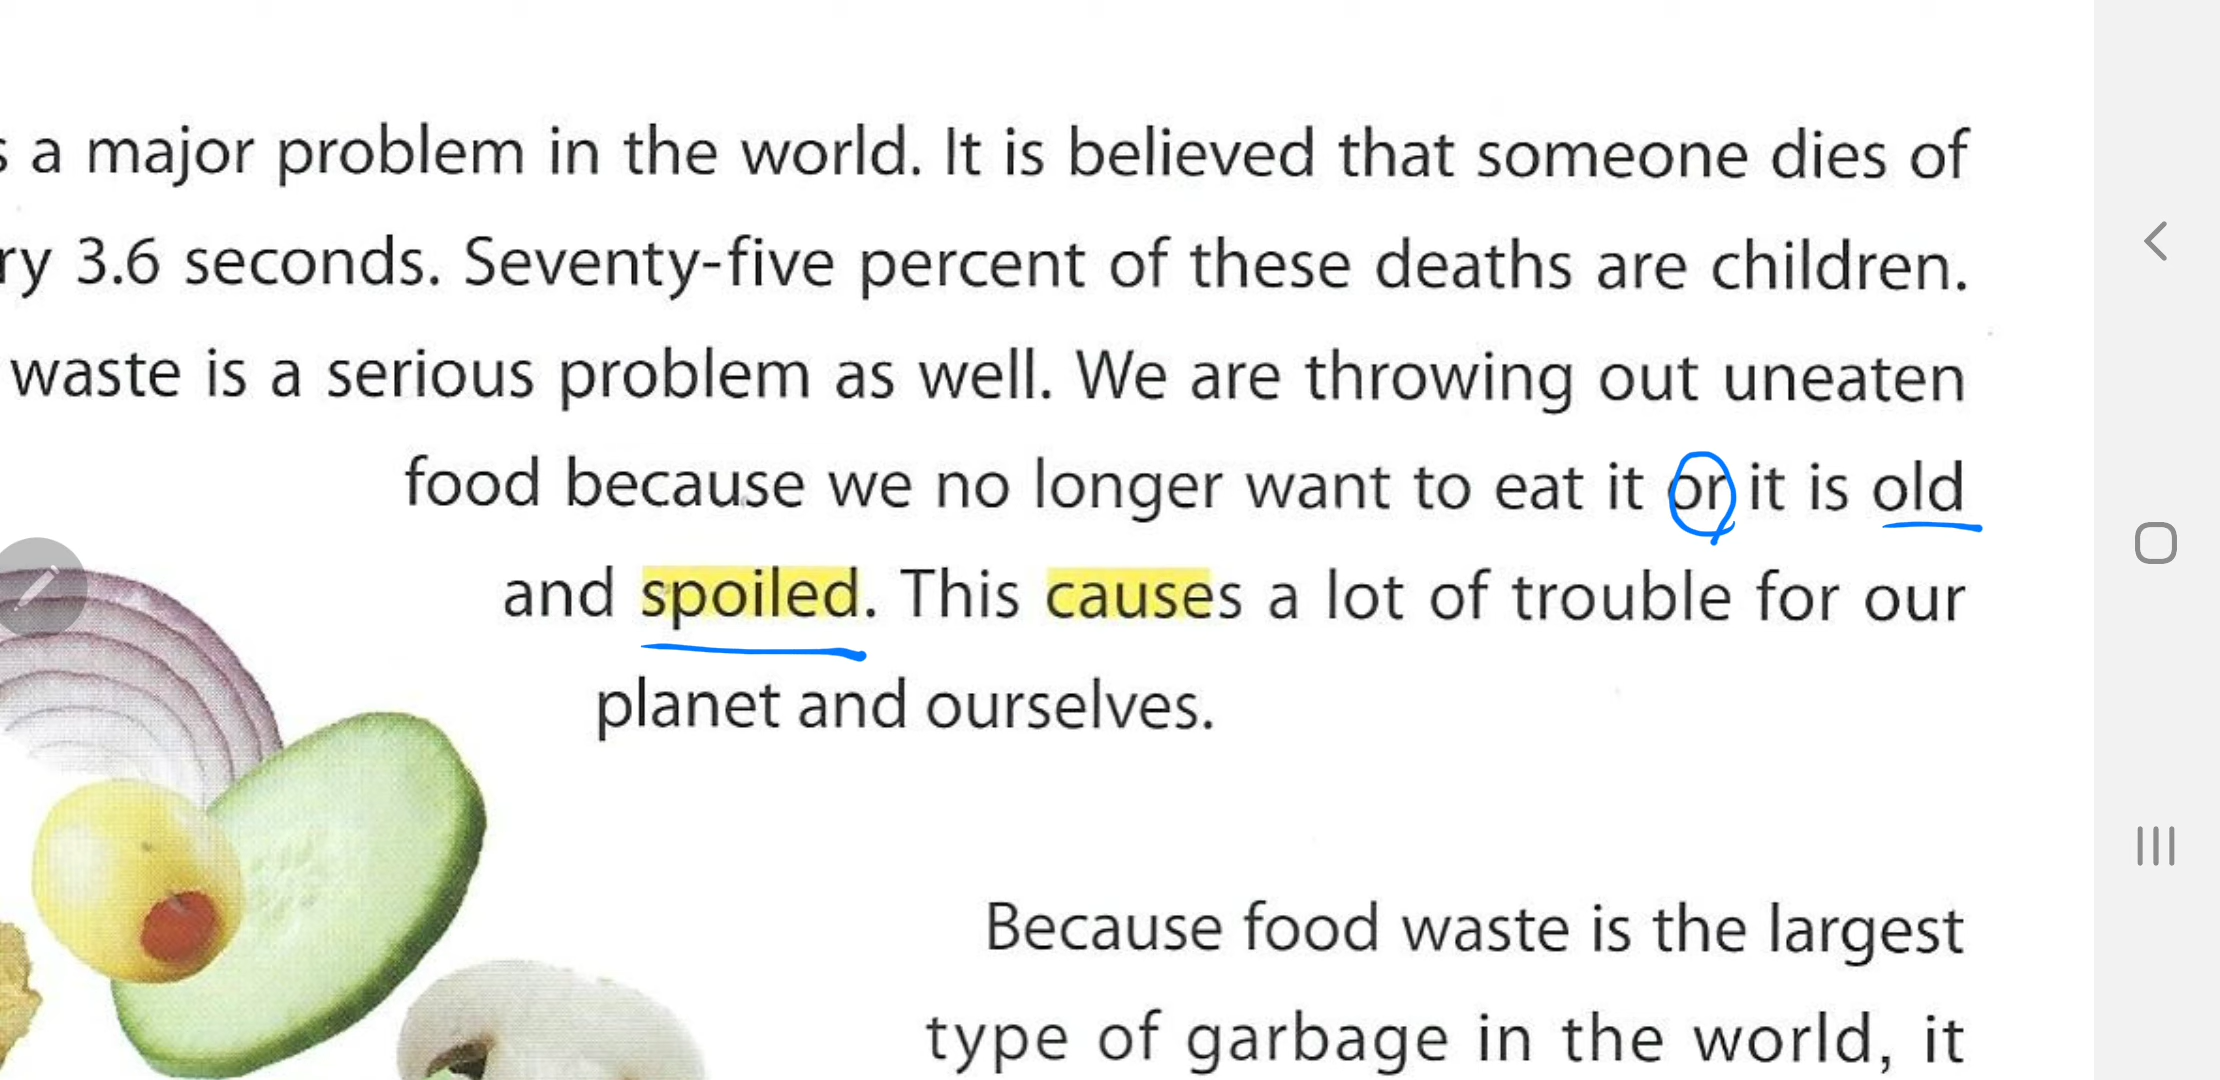 a major problem in the world. It is believed that someone dies of
3.6 seconds. Seventy-five percent of these deaths are children.
waste is a serious problem as well. We are throwing out uneaten
food because we no longer want to eat it or it is old
and spoiled. This causes a lot of trouble for our
planet and ourselves.
Because food waste is the largest
type of garbage in the world, it